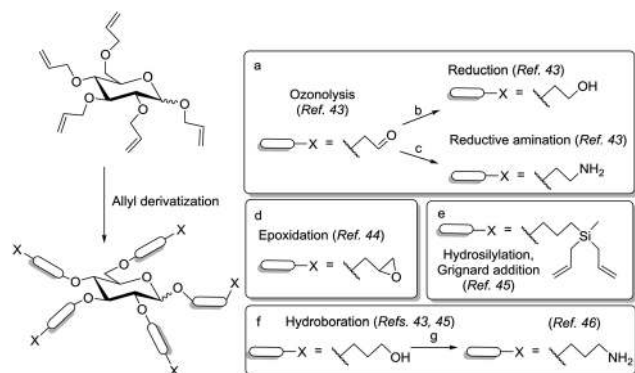 O
O
O
O
O
O
Allyl derivatization
X
O
O
O
O
O
O
X
X
X
X
a
Ozonolysis
(Ref. 43)
X =
O
b
c
Reduction (Ref. 43)
X =
OH
Reductive amination (Ref. 43)
X =
NH2
d
Epoxidation (Ref. 44)
X =
O
e
X =
Si
Hydrosilylation,
Grignard addition
(Ref. 45)
f
Hydroboration (Refs. 43, 45)
X =
OH
g
(Ref. 46)
X =
NH2